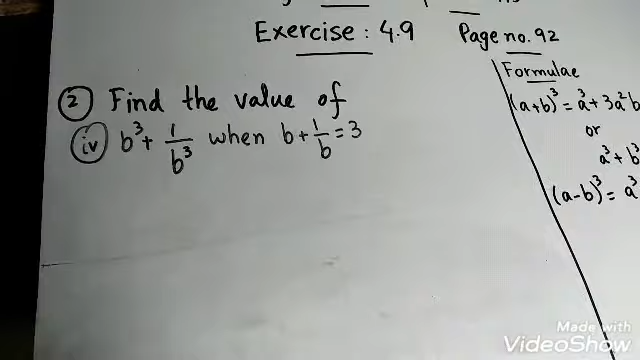 Exercise : 4.9 Page no. 92
② Find the value of
(iv) b³ + 1/b³ when b + 1/b = 3
Formulae
(a+b)³ = a³ + 3a²b
or
a³ + b³
(a-b)³ = a³
Made with
VideoShow